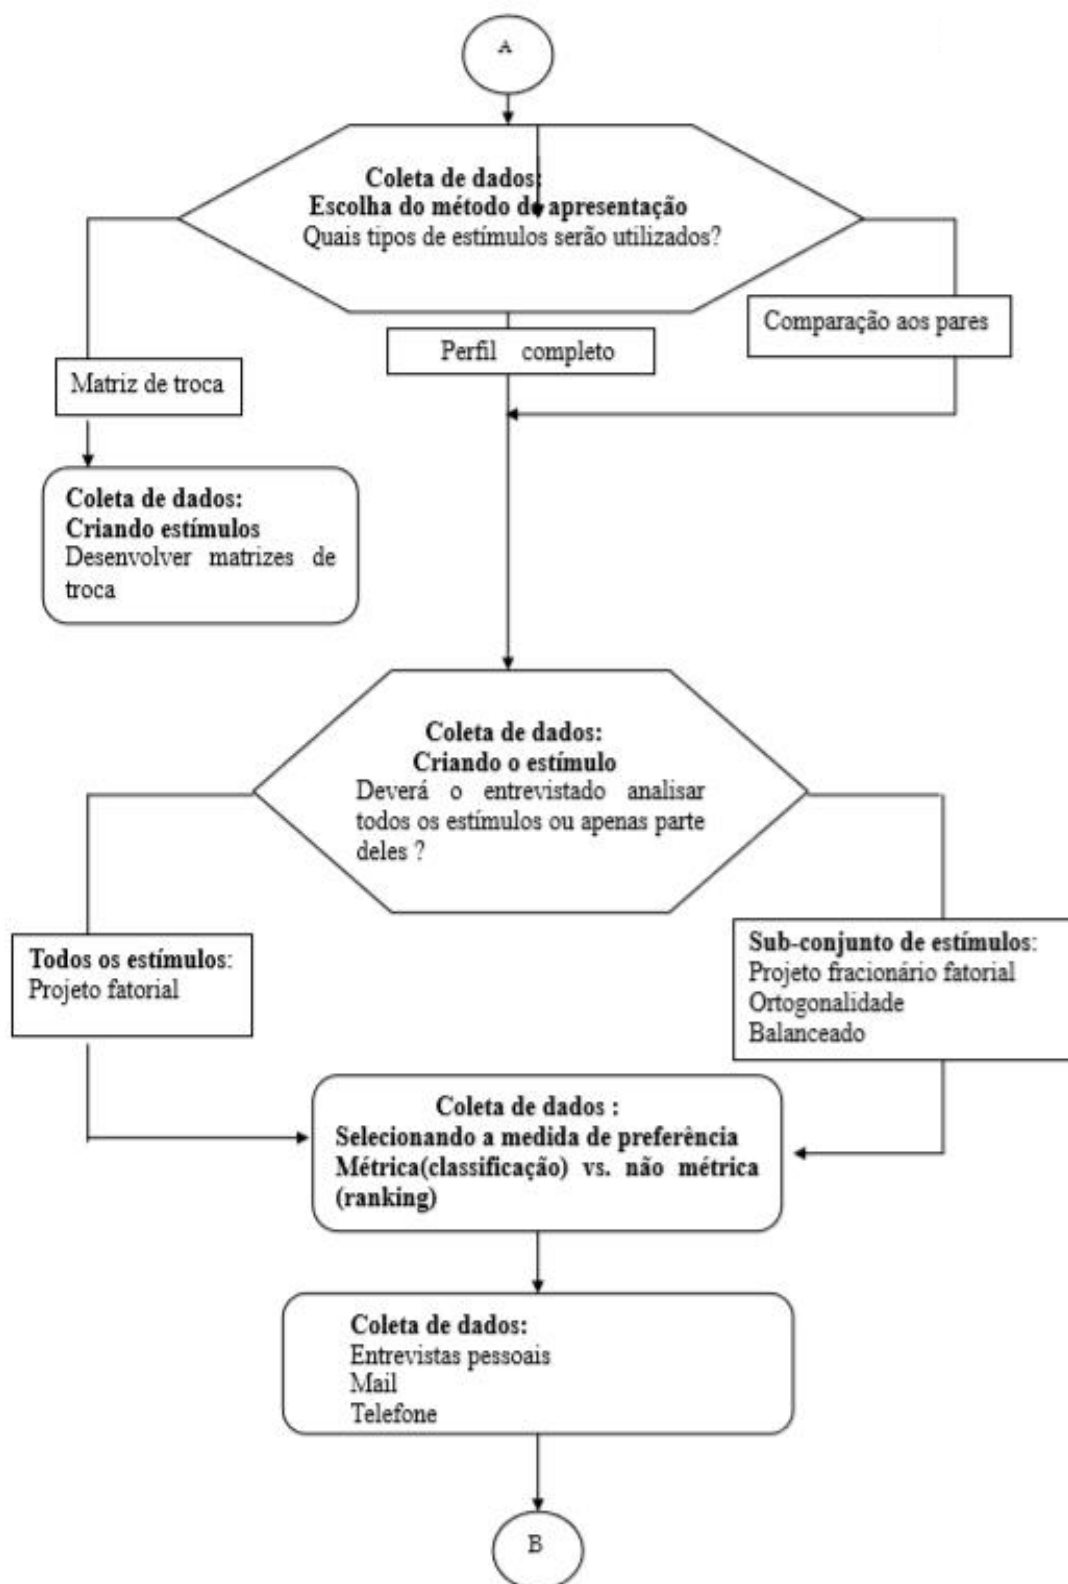 A
Coleta de dados:
Escolha do método de apresentação
Quais tipos de estímulos serão utilizados?
Comparação aos pares
Perfil completo
Matriz de troca
Coleta de dados:
Criando estímulos
Desenvolver matrizes de
troca
Coleta de dados:
Criando o estímulo
Deverá o entrevistado analisar
todos os estímulos ou apenas parte
deles ?
Todos os estímulos:
Projeto fatorial
Sub-conjunto de estímulos:
Projeto fracionário fatorial
Ortogonalidade
Balanceado
Coleta de dados :
Selecionando a medida de preferência
Métrica(classificação) vs. não métrica
(ranking)
Coleta de dados:
Entrevistas pessoais
Mail
Telefone
B